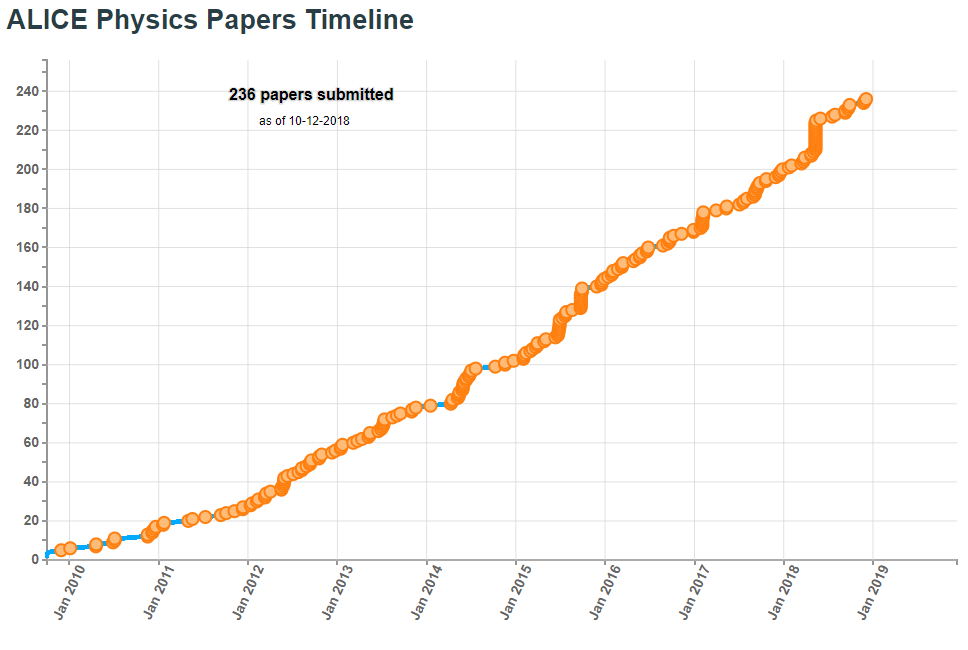 ALICE Physics Papers Timeline
236 papers submitted
as of 10-12-2018
240
220
200
180
160
140
120
100
80
60
40
20
0
Jan 2010
Jan 2011
Jan 2012
Jan 2013
Jan 2014
Jan 2015
Jan 2016
Jan 2017
Jan 2018
Jan 2019